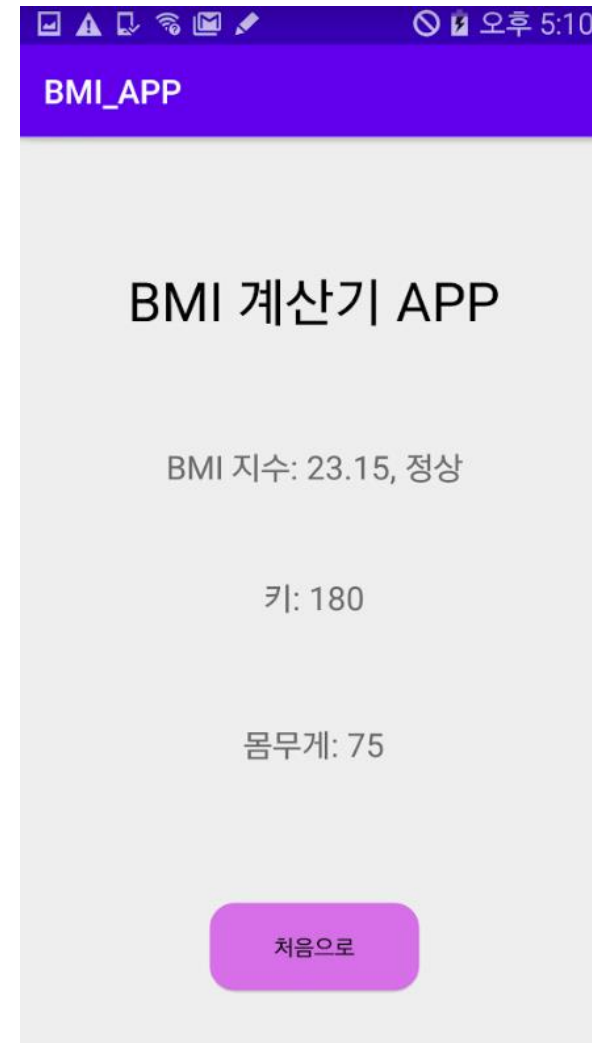 오후 5:10
BMI_APP
BMI 계산기 APP
BMI 지수: 23.15, 정상
키: 180
몸무게: 75
처음으로